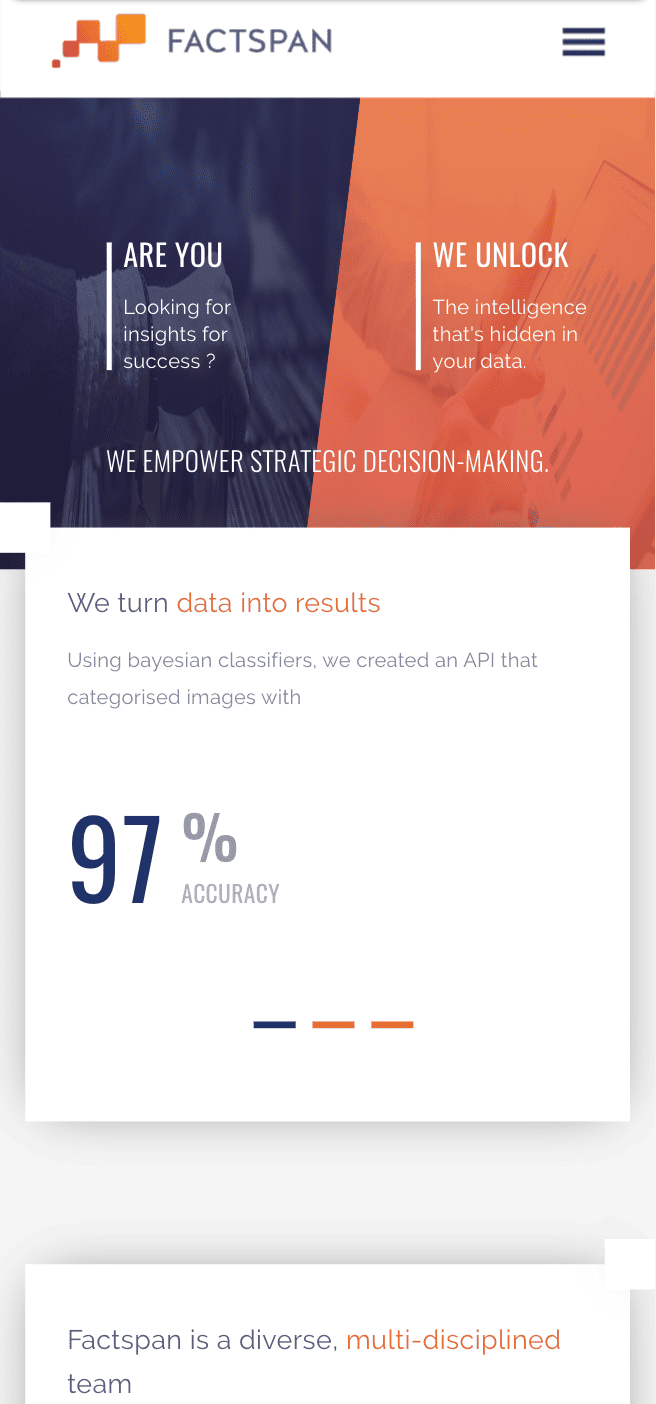 FACTSPAN
ARE YOU
Looking for
insights for
success ?
WE UNLOCK
The intelligence
that's hidden in
your data.
WE EMPOWER STRATEGIC DECISION-MAKING.
We turn data into results
Using bayesian classifiers, we created an API that
categorised images with
97 %
ACCURACY
Factspan is a diverse, multi-disciplined
team